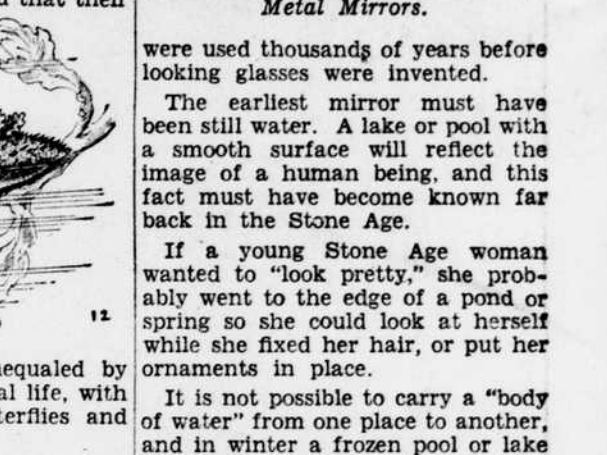 Metal Mirrors.
were used thousands of years before
looking glasses were invented.
The earliest mirror must have
been still water. A lake or pool with
a smooth surface will reflect the
image of a human being, and this
fact must have become known far
back in the Stone Age.
If a young Stone Age woman
wanted to "look pretty," she prob-
ably went to the edge of a pond or
spring so she could look at herself
while she fixed her hair, or put her
ornaments in place.
It is not possible to carry a "body
of water" from one place to another,
and in winter a frozen pool or lake
12
by
life, with
and